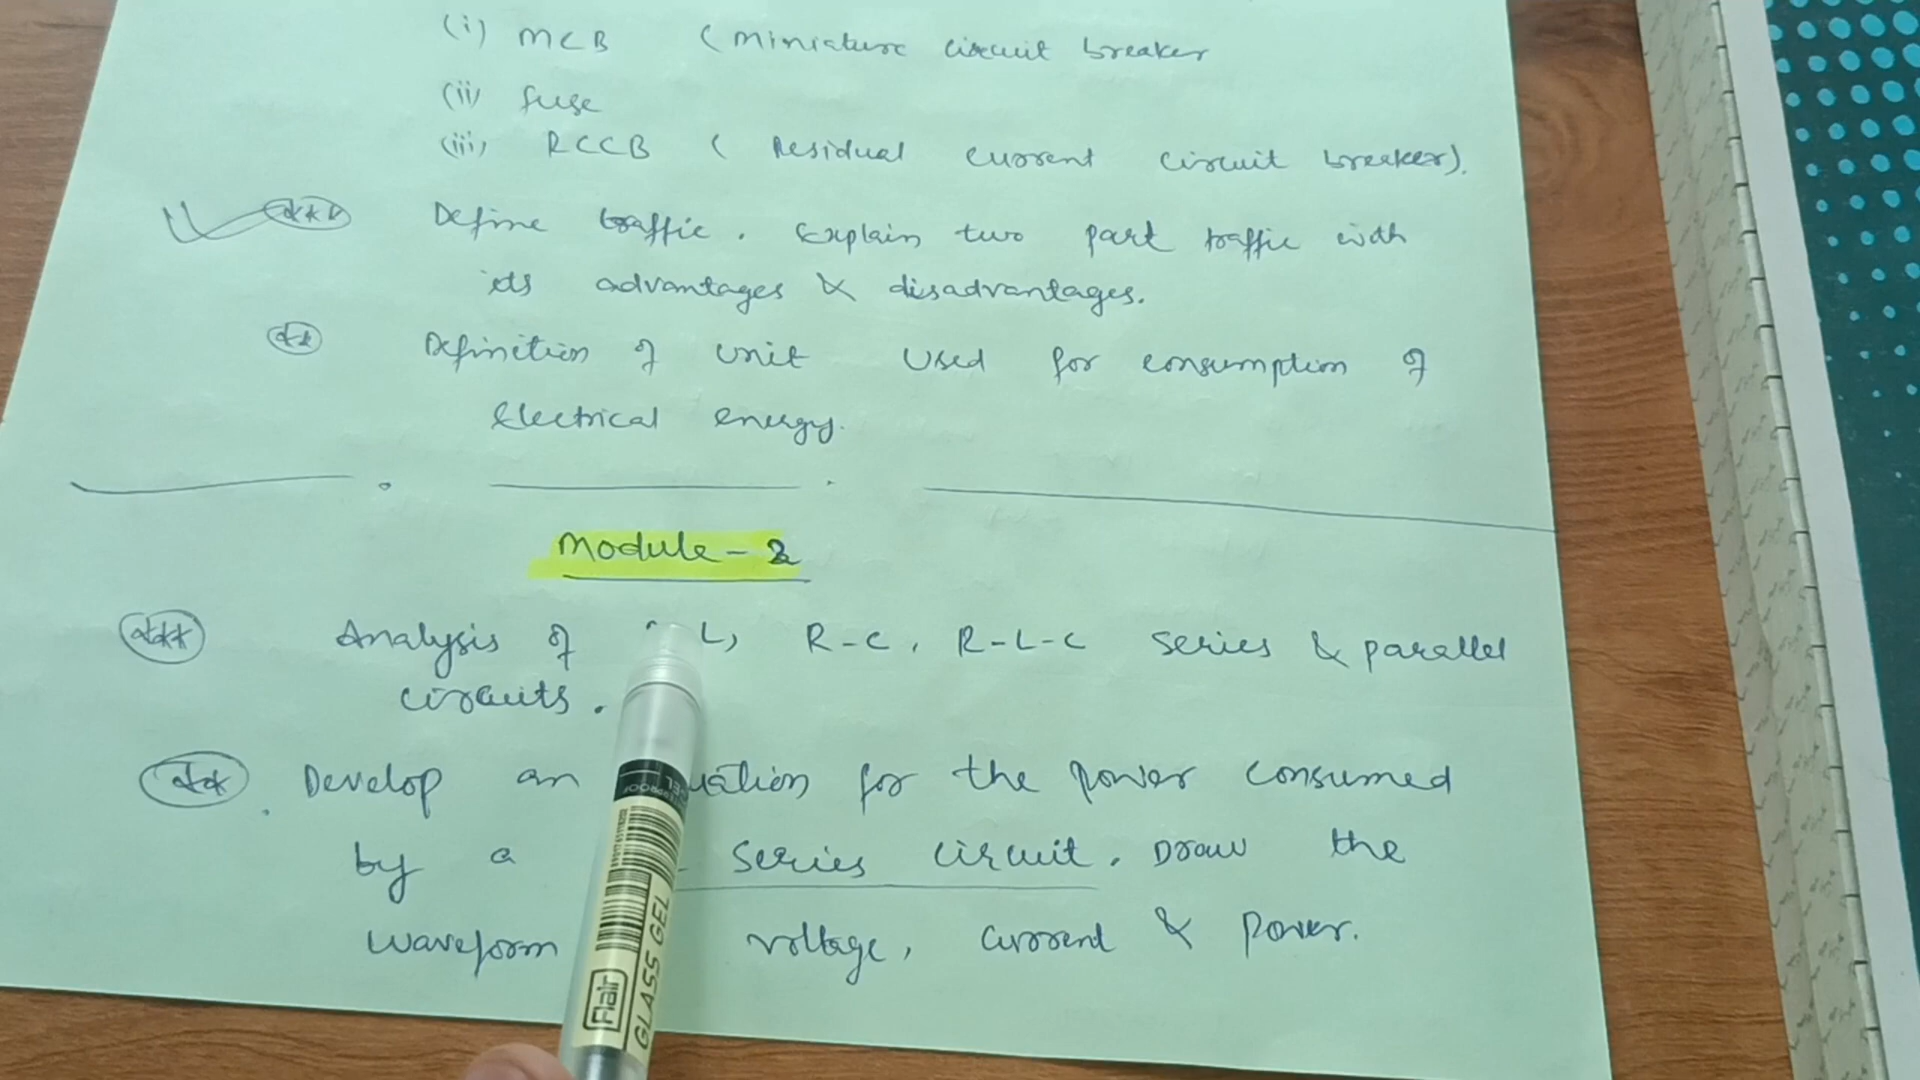 (i) MCB (Miniature circuit breaker
(ii) fuse
(iii) RCCB ( Residual current circuit breaker).
*** Define traffic. Explain two part traffic with
its advantages & disadvantages.
** Definition of unit used for consumption of
Electrical energy.
Module - 2
*** Analysis of L, R-C, R-L-C series & parallel
circuits.
** Develop an for the power consumed
by a series circuit. Draw the
waveform voltage, current & power.
Flair
GLASS GEL